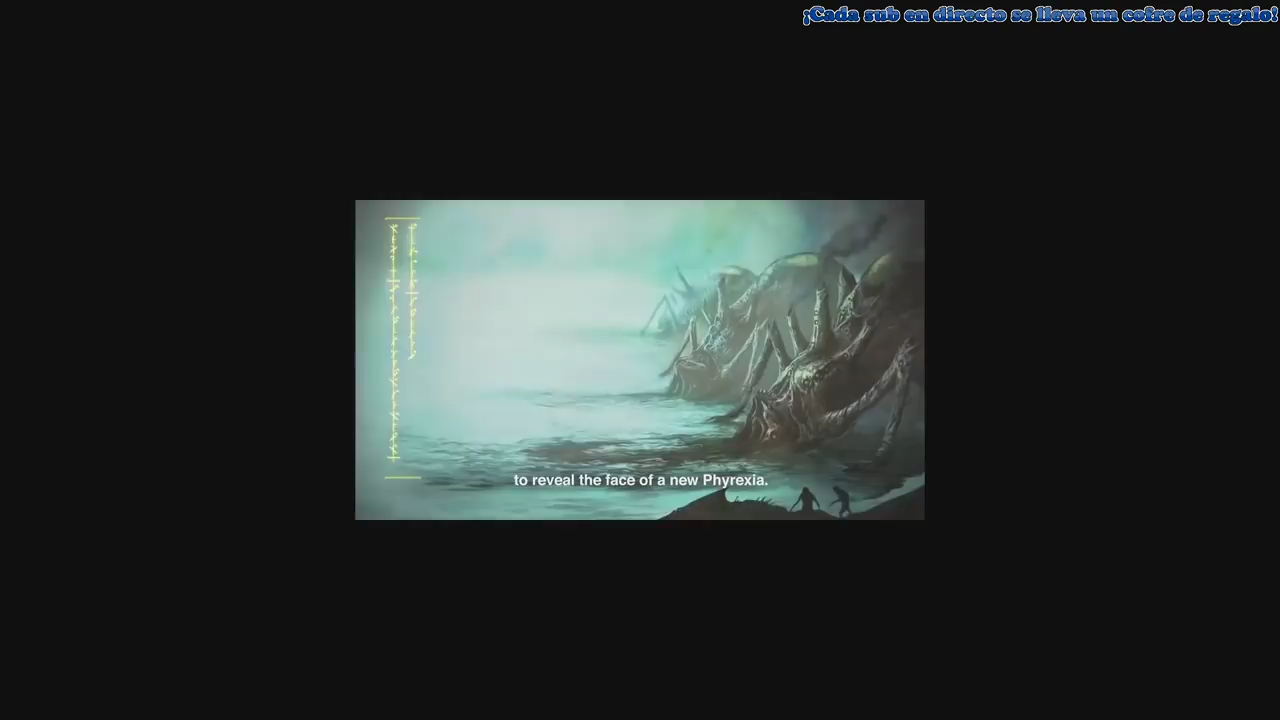 ¡Cada sub en directo se lleva un cofre de regalo!
to reveal the face of a new Phyrexia.